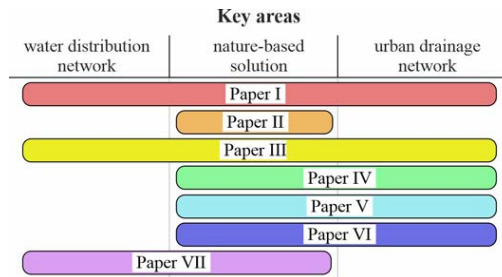 Key areas
water distribution
network
nature-based
solution
urban drainage
network
Paper I
Paper II
Paper III
Paper IV
Paper V
Paper VI
Paper VII